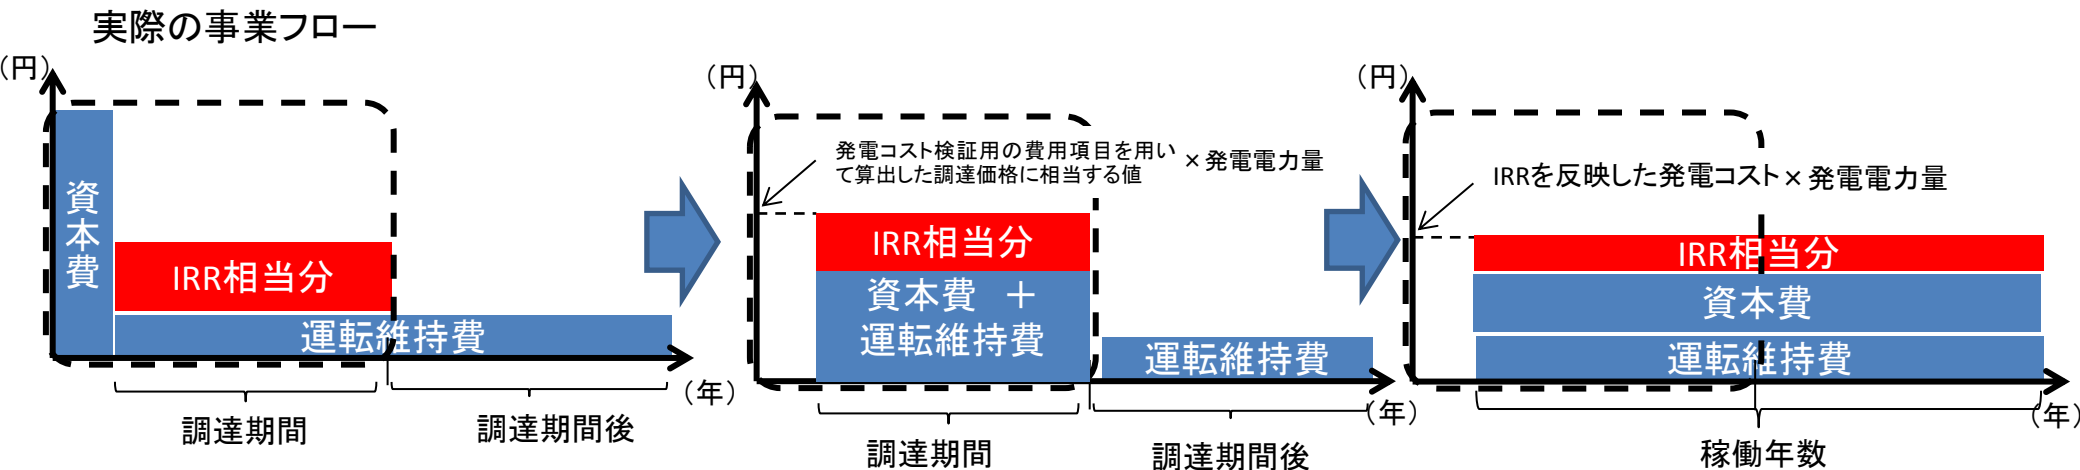 実際の事業フロー
（円）
資本費
IRR相当分
運転維持費
（年）
調達期間
調達期間後
（円）
発電コスト検証用の費用項目を用い
て算出した調達価格に相当する値
×発電電力量
IRR相当分
資本費　＋
運転維持費
運転維持費
（年）
調達期間
調達期間後
（円）
IRRを反映した発電コスト×発電電力量
IRR相当分
資本費
運転維持費
（年）
稼働年数